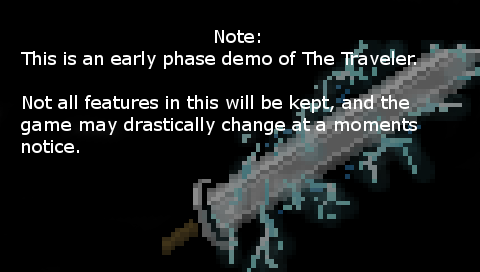 Note:
This is an early phase demo of The Traveler.
Not all features in this will be kept, and the
game may drastically change at a moments
notice.